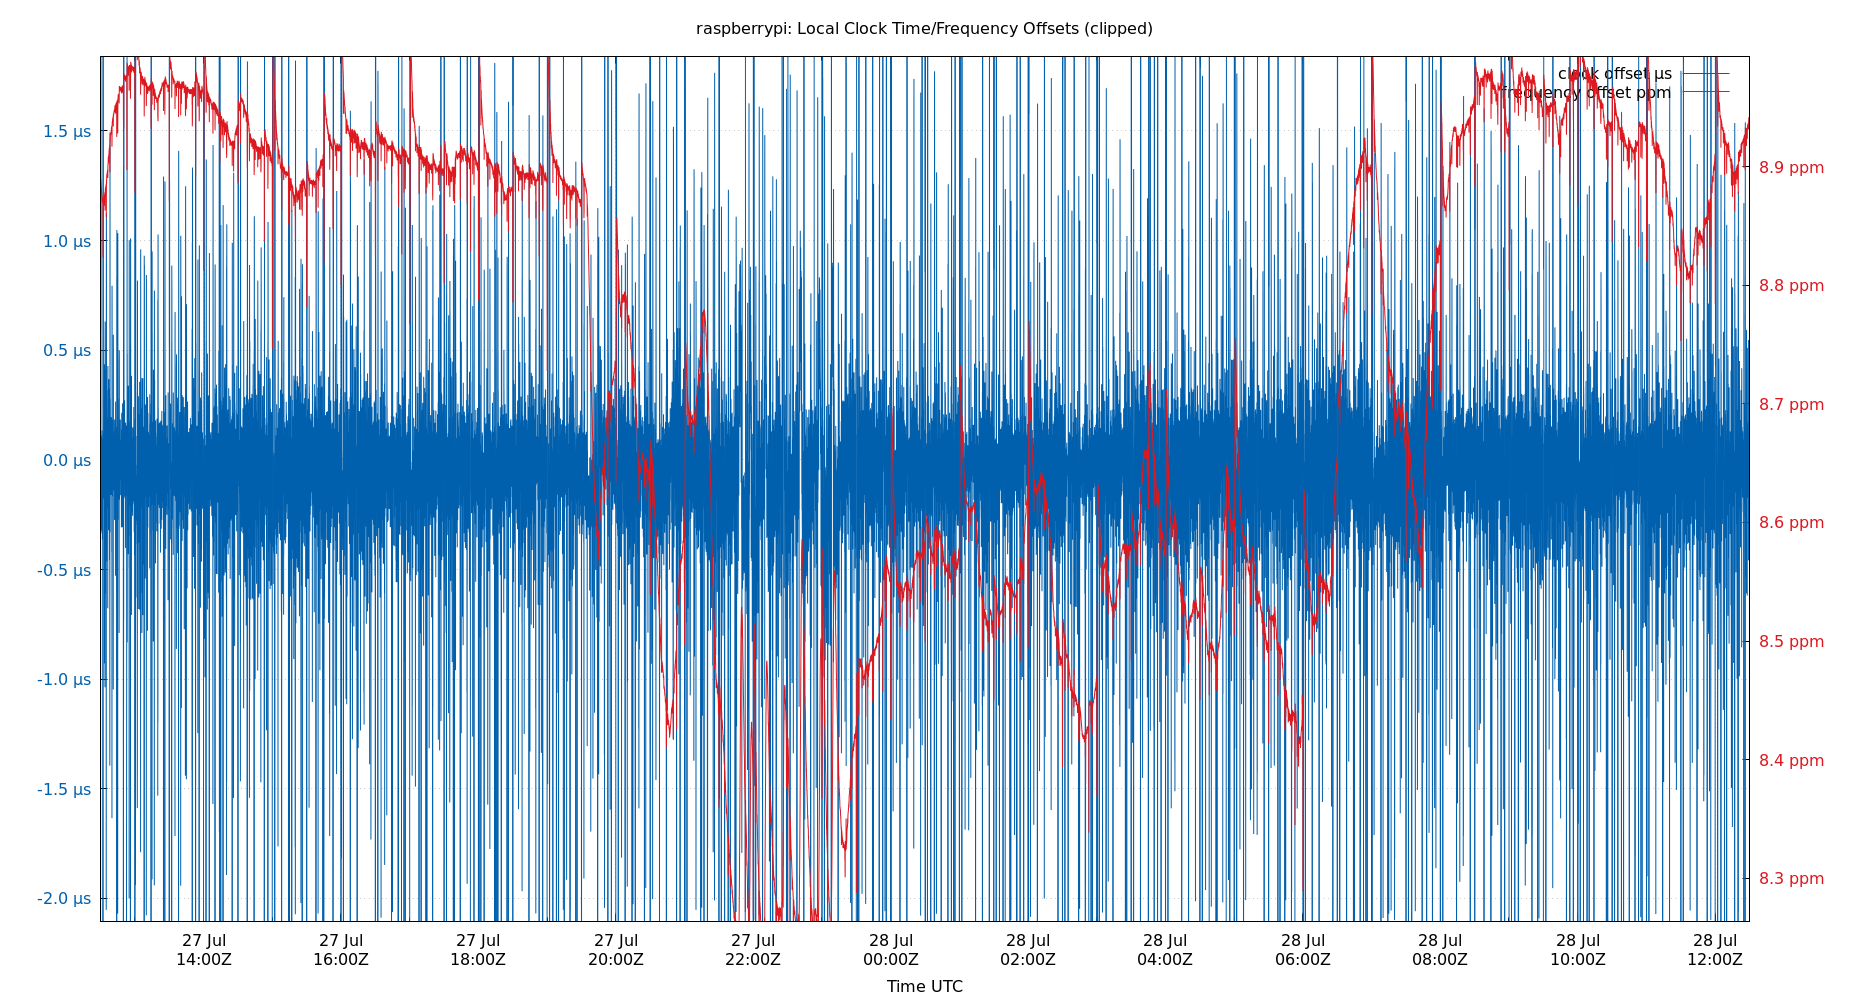 raspberrypi: Local Clock Time/Frequency Offsets (clipped)
clock offset µs
frequency offset ppm
1.5 µs
1.0 µs
0.5 µs
0.0 µs
-0.5 µs
-1.0 µs
-1.5 µs
-2.0 µs
8.9 ppm
8.8 ppm
8.7 ppm
8.6 ppm
8.5 ppm
8.4 ppm
8.3 ppm
27 Jul 27 Jul 27 Jul 27 Jul 27 Jul 28 Jul 28 Jul 28 Jul 28 Jul 28 Jul 28 Jul 28 Jul
14:00Z 16:00Z 18:00Z 20:00Z 22:00Z 00:00Z 02:00Z 04:00Z 06:00Z 08:00Z 10:00Z 12:00Z
Time UTC